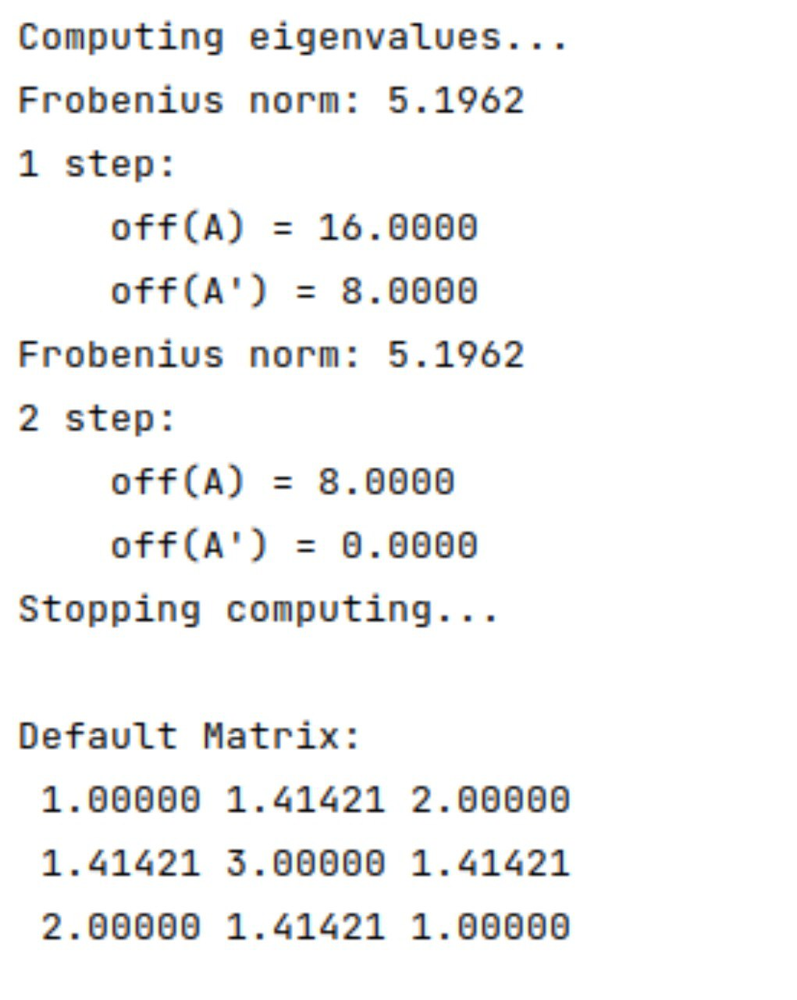 Computing eigenvalues...
Frobenius norm: 5.1962
1 step:
    off(A) = 16.0000
    off(A') = 8.0000
Frobenius norm: 5.1962
2 step:
    off(A) = 8.0000
    off(A') = 0.0000
Stopping computing...

Default Matrix:
 1.00000 1.41421 2.00000
 1.41421 3.00000 1.41421
 2.00000 1.41421 1.00000